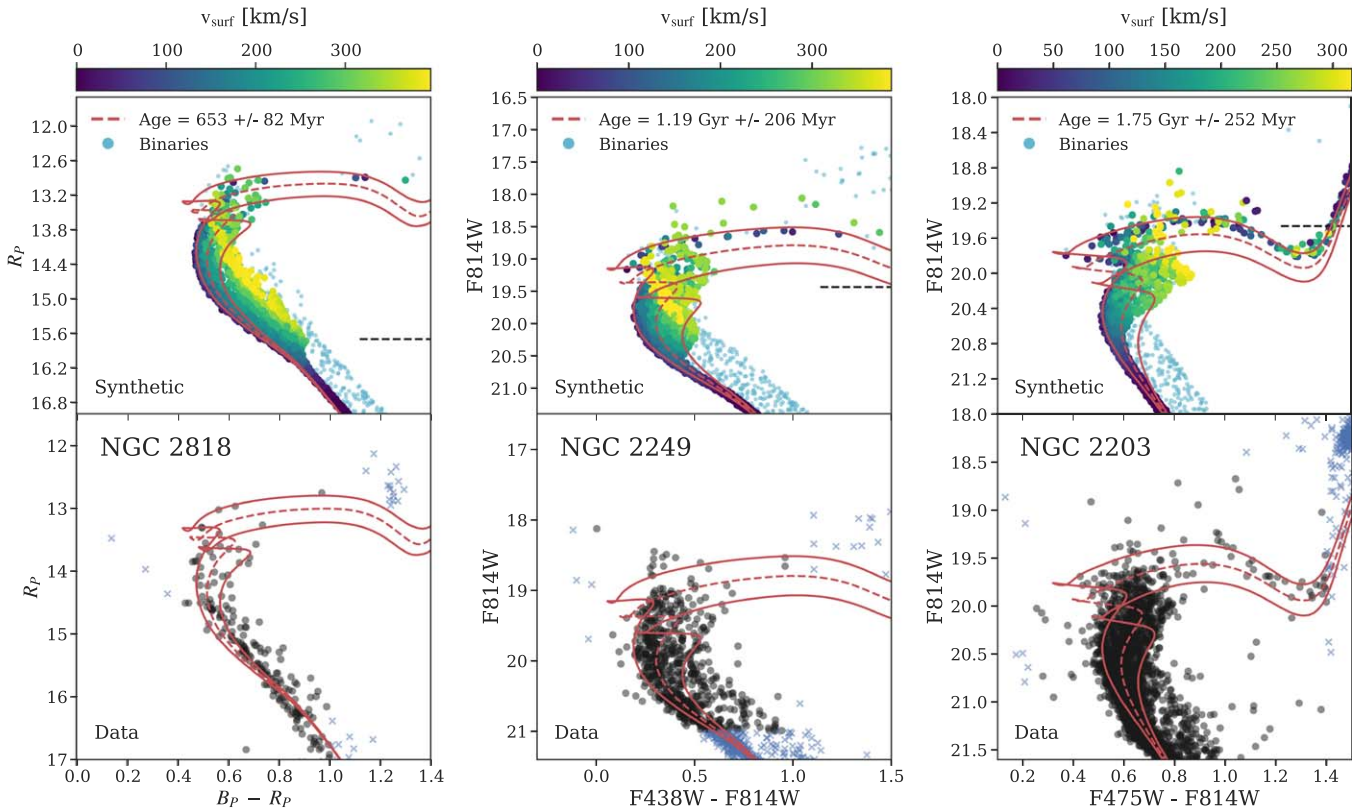 v_surf [km/s] v_surf [km/s] v_surf [km/s]
0 100 200 300 0 100 200 300 0 50 100 150 200 250 300
Age = 653 +/- 82 Myr
Binaries
Synthetic
R_P
12.0
12.6
13.2
13.8
14.4
15.0
15.6
16.2
16.8
Age = 1.19 Gyr +/- 206 Myr
Binaries
Synthetic
F814W
16.5
17.0
17.5
18.0
18.5
19.0
19.5
20.0
20.5
21.0
Age = 1.75 Gyr +/- 252 Myr
Binaries
Synthetic
F814W
18.0
18.4
18.8
19.2
19.6
20.0
20.4
20.8
21.2
NGC 2818
Data
R_P
12
13
14
15
16
17
0.0 0.2 0.4 0.6 0.8 1.0 1.2 1.4
B_P − R_P
NGC 2249
Data
F814W
17
18
19
20
21
0.0 0.5 1.0 1.5
F438W - F814W
NGC 2203
Data
F814W
18.0
18.5
19.0
19.5
20.0
20.5
21.0
21.5
0.2 0.4 0.6 0.8 1.0 1.2 1.4
F475W - F814W